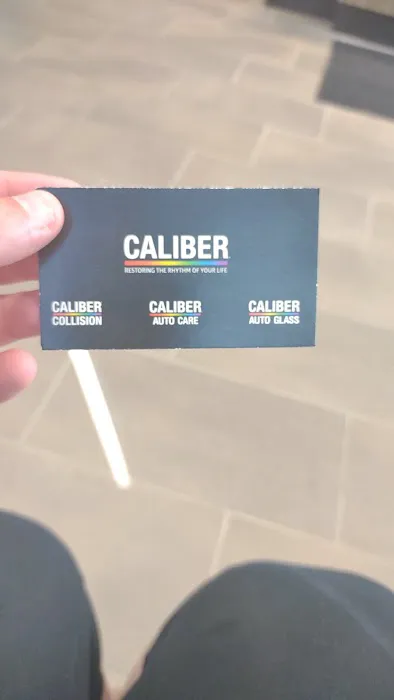 CALIBER
RESTORING THE RHYTHM OF YOUR LIFE
CALIBER
COLLISION
CALIBER
AUTO CARE
CALIBER
AUTO GLASS